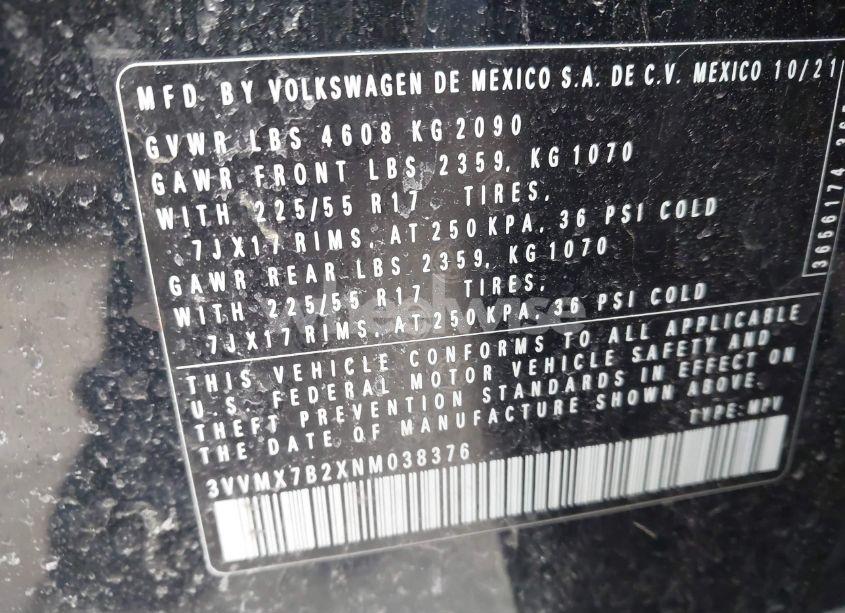 MFD. BY VOLKSWAGEN DE MEXICO S.A. DE C.V. MEXICO 10/21
GVWR LBS 4608 KG 2090
GAWR FRONT LBS 2359, KG 1070
WITH 225/55 R17 TIRES,
7JX17 RIMS, AT 250 KPA, 36 PSI COLD
GAWR REAR LBS 2359, KG 1070
WITH 225/55 R17 TIRES,
7JX17 RIMS, AT 250 KPA, 36 PSI COLD
THIS VEHICLE CONFORMS TO ALL APPLICABLE
U.S. FEDERAL MOTOR VEHICLE SAFETY AND
THEFT PREVENTION STANDARDS IN EFFECT ON
THE DATE OF MANUFACTURE SHOWN ABOVE.
TYPE: MPV
3VVMX7B2XNM038376
3656174
wheelwise